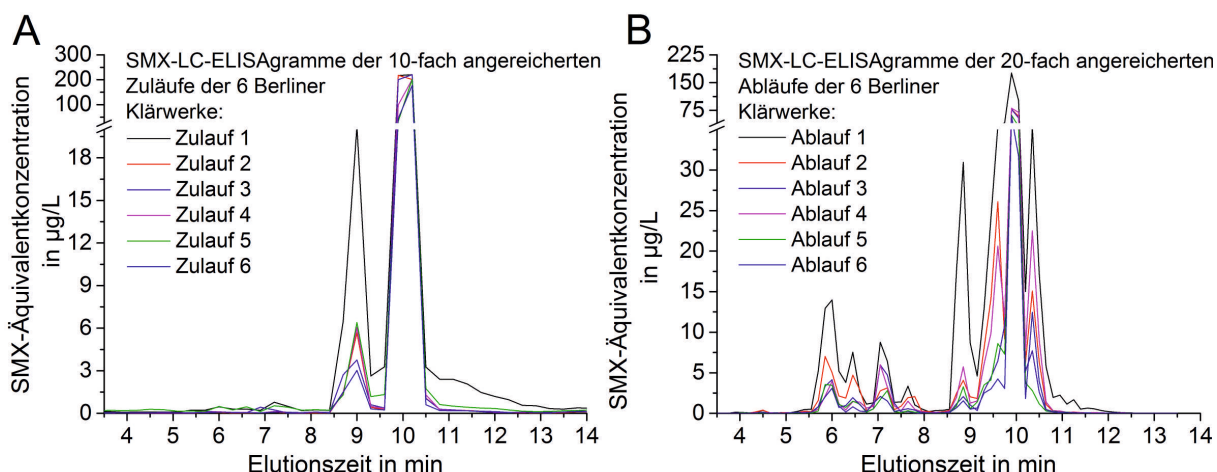 A
SMX-LC-ELISAgramme der 10-fach angereicherten
Zuläufe der 6 Berliner
Klärwerke:
Zulauf 1
Zulauf 2
Zulauf 3
Zulauf 4
Zulauf 5
Zulauf 6
SMX-Äquivalentkonzentration
in µg/L
300
200
100
18
15
12
9
6
3
0
4 5 6 7 8 9 10 11 12 13 14
Elutionszeit in min
B
SMX-LC-ELISAgramme der 20-fach angereicherten
Abläufe der 6 Berliner
Klärwerke:
Ablauf 1
Ablauf 2
Ablauf 3
Ablauf 4
Ablauf 5
Ablauf 6
SMX-Äquivalentkonzentration
in µg/L
225
150
75
30
25
20
15
10
5
0
4 5 6 7 8 9 10 11 12 13 14
Elutionszeit in min